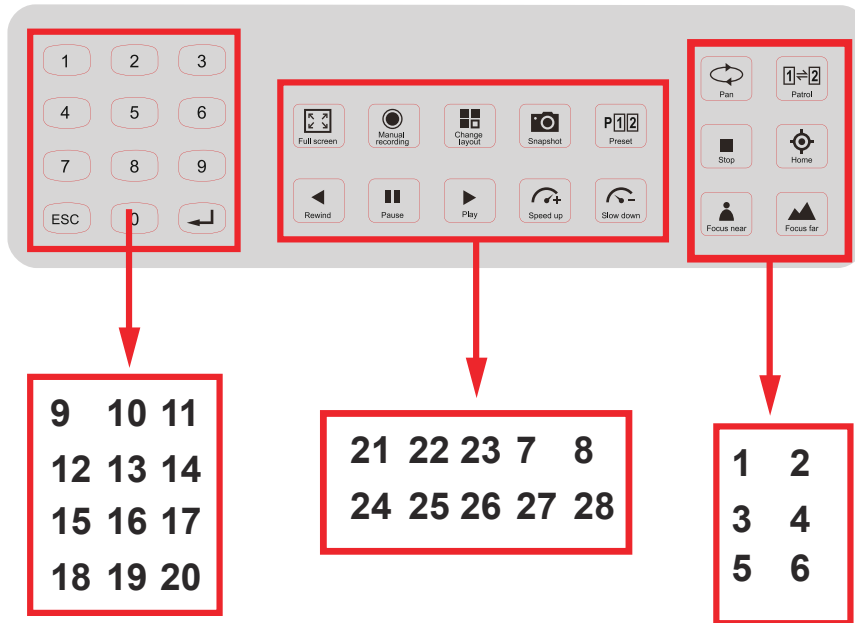 1 2 3
4 5 6
7 8 9
ESC 0
Full screen
Manual
recording
Change
layout
Snapshot
P12
Preset
Rewind
Pause
Play
Speed up
Slow down
Pan
1⇌2
Patrol
Stop
Home
Focus near
Focus far
9 10 11
12 13 14
15 16 17
18 19 20
21 22 23 7 8
24 25 26 27 28
1 2
3 4
5 6